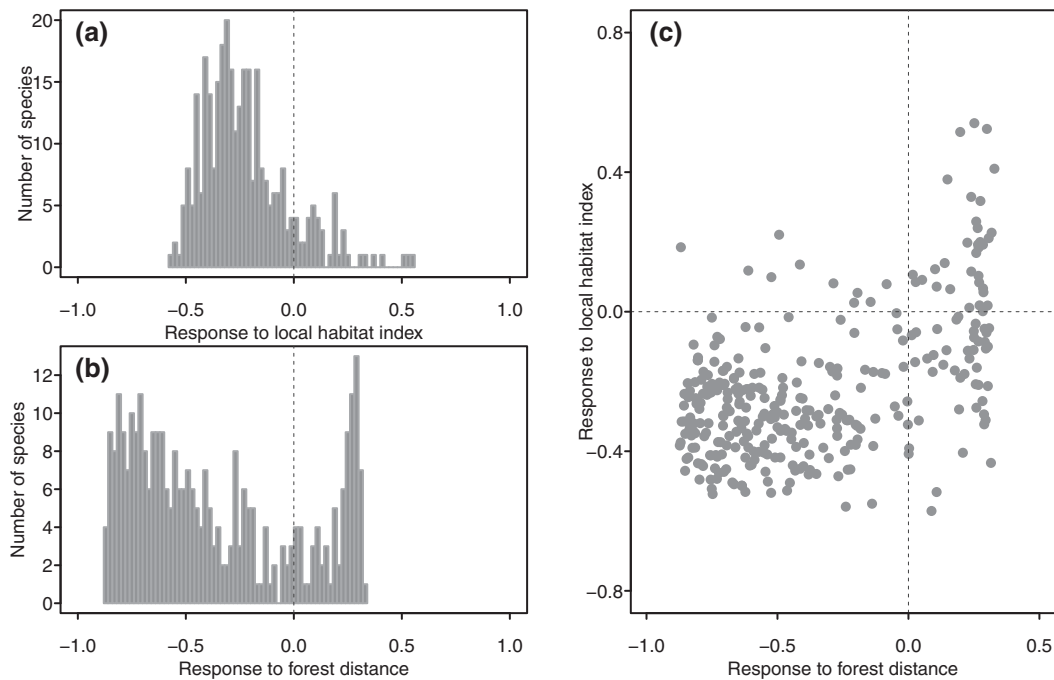 (a)
Number of species
20
15
10
5
0
−1.0 −0.5 0.0 0.5 1.0
Response to local habitat index
(b)
Number of species
12
10
8
6
4
2
0
−1.0 −0.5 0.0 0.5 1.0
Response to forest distance
(c)
Response to local habitat index
0.8
0.4
0.0
−0.4
−0.8
−1.0 −0.5 0.0 0.5
Response to forest distance